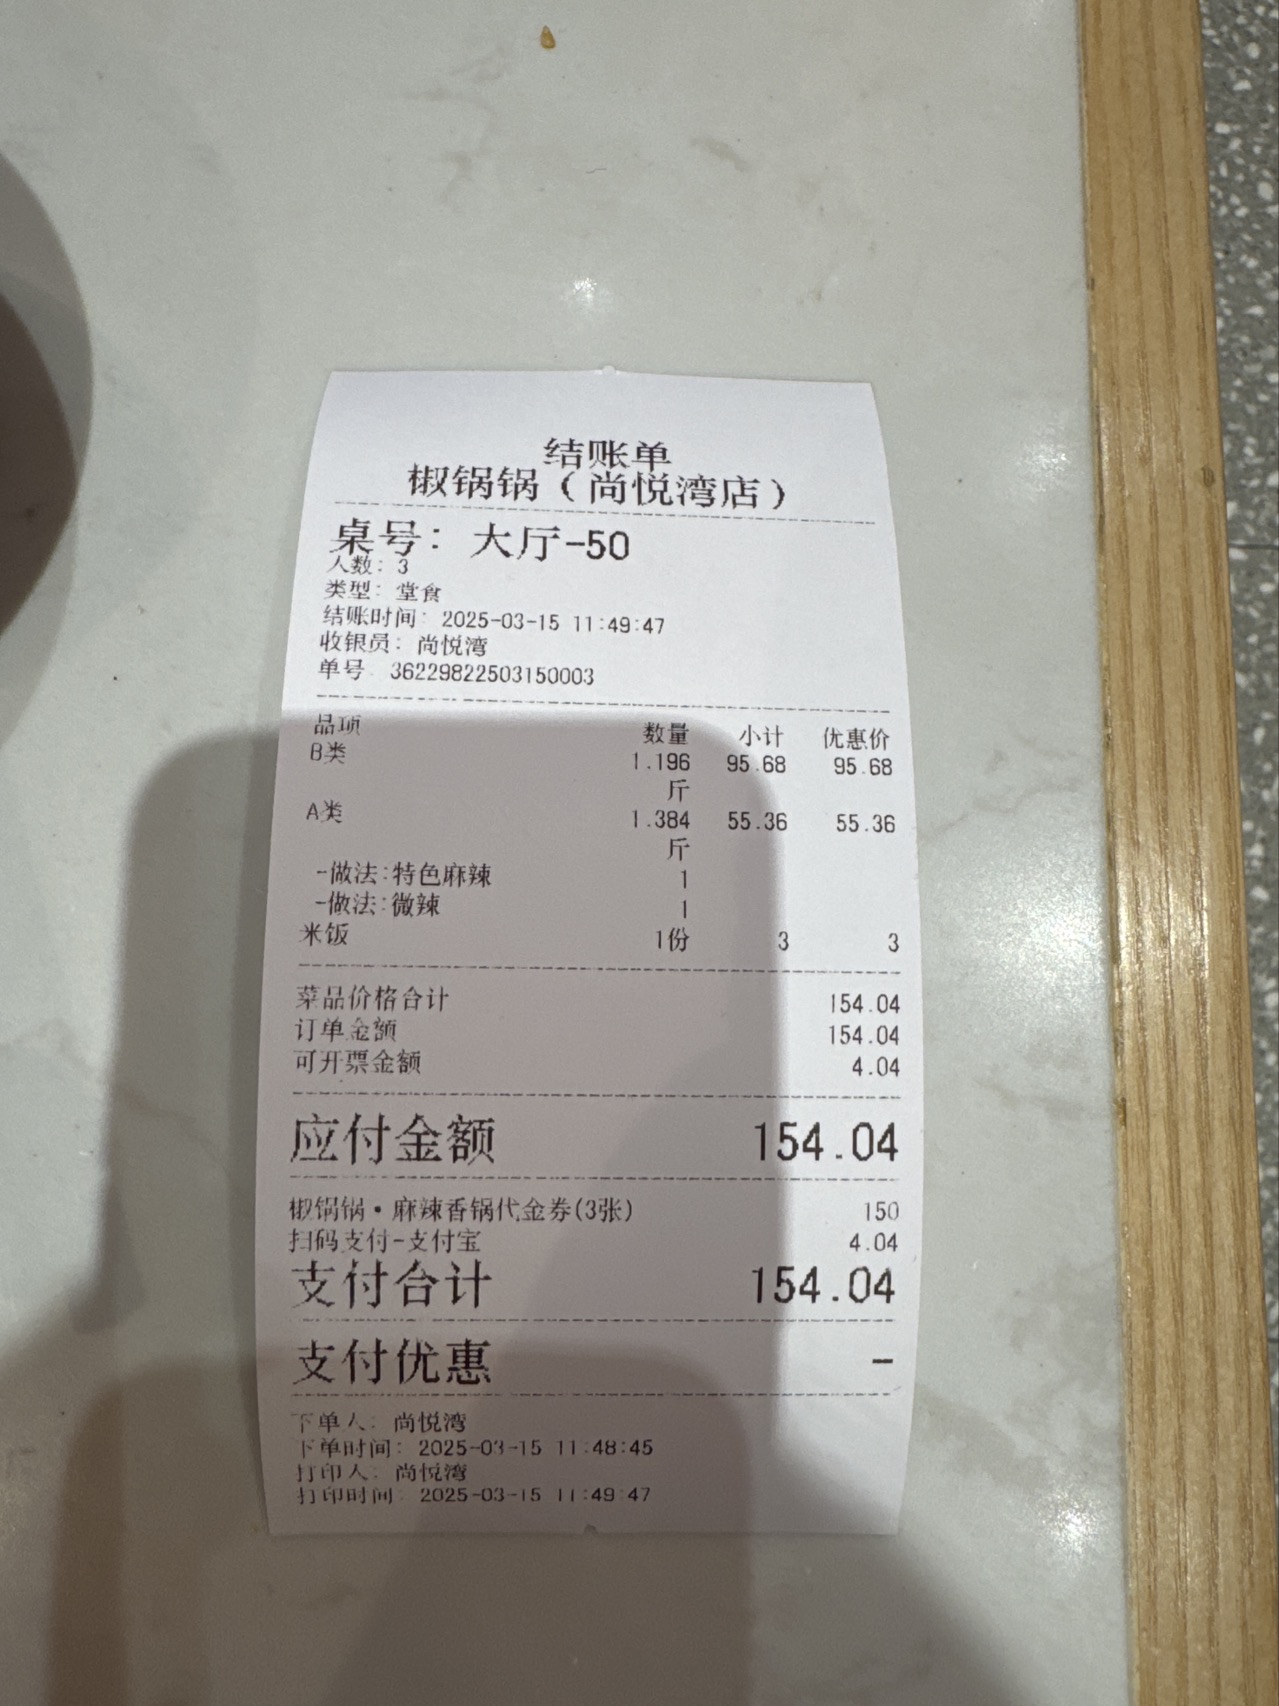 结账单
椒锅锅（尚悦湾店）
桌号：大厅-50
人数：3
类型：堂食
结账时间：2025-03-15 11:49:47
收银员：尚悦湾
单号 36229822503150003
品项 数量 小计 优惠价
B类 1.196 95.68 95.68
斤
A类 1.384 55.36 55.36
斤
-做法:特色麻辣 1
-做法:微辣 1
米饭 1份 3 3
菜品价格合计 154.04
订单金额 154.04
可开票金额 4.04
应付金额 154.04
椒锅锅·麻辣香锅代金券(3张) 150
扫码支付-支付宝 4.04
支付合计 154.04
支付优惠 -
下单人：尚悦湾
下单时间：2025-03-15 11:48:45
打印人：尚悦湾
打印时间：2025-03-15 11:49:47